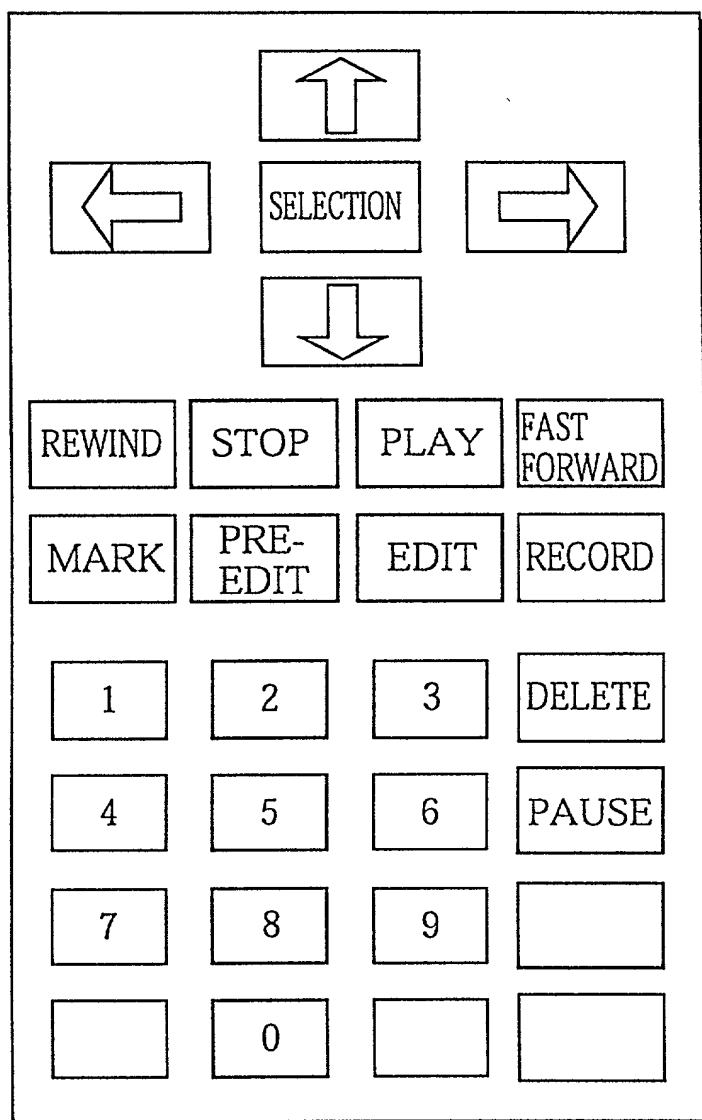 SELECTION
REWIND STOP PLAY FAST FORWARD
MARK PRE-EDIT EDIT RECORD
1 2 3 DELETE
4 5 6 PAUSE
7 8 9
0